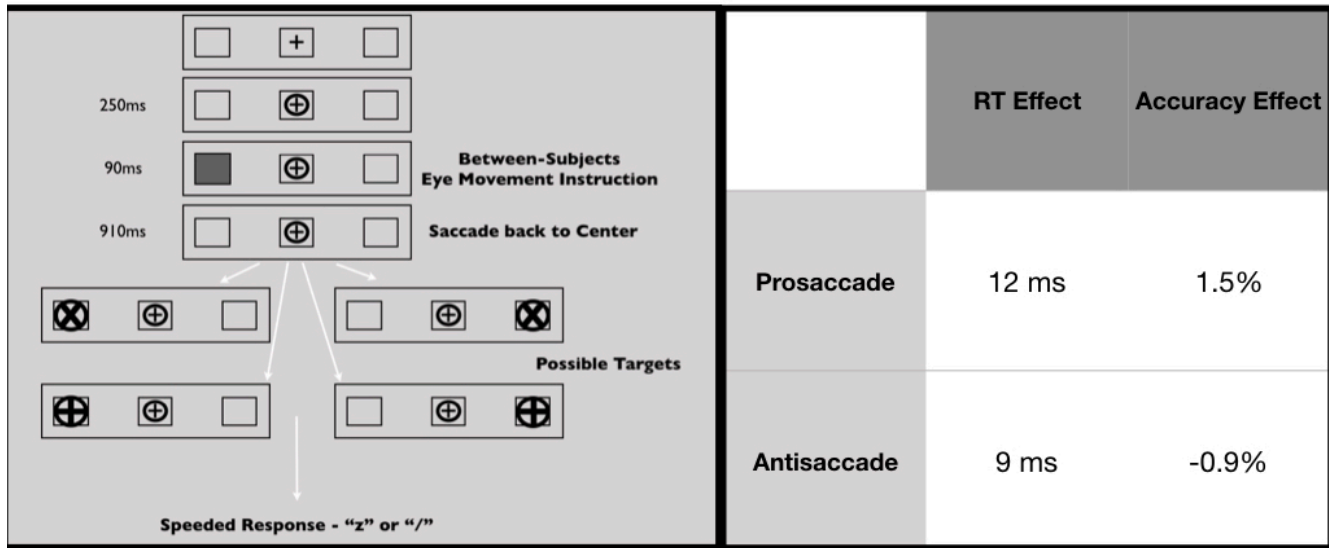 +
250ms
90ms
Between-Subjects
Eye Movement Instruction
910ms
Saccade back to Center
Possible Targets
Speeded Response - “z” or “/”
RT Effect Accuracy Effect
Prosaccade 12 ms 1.5%
Antisaccade 9 ms -0.9%